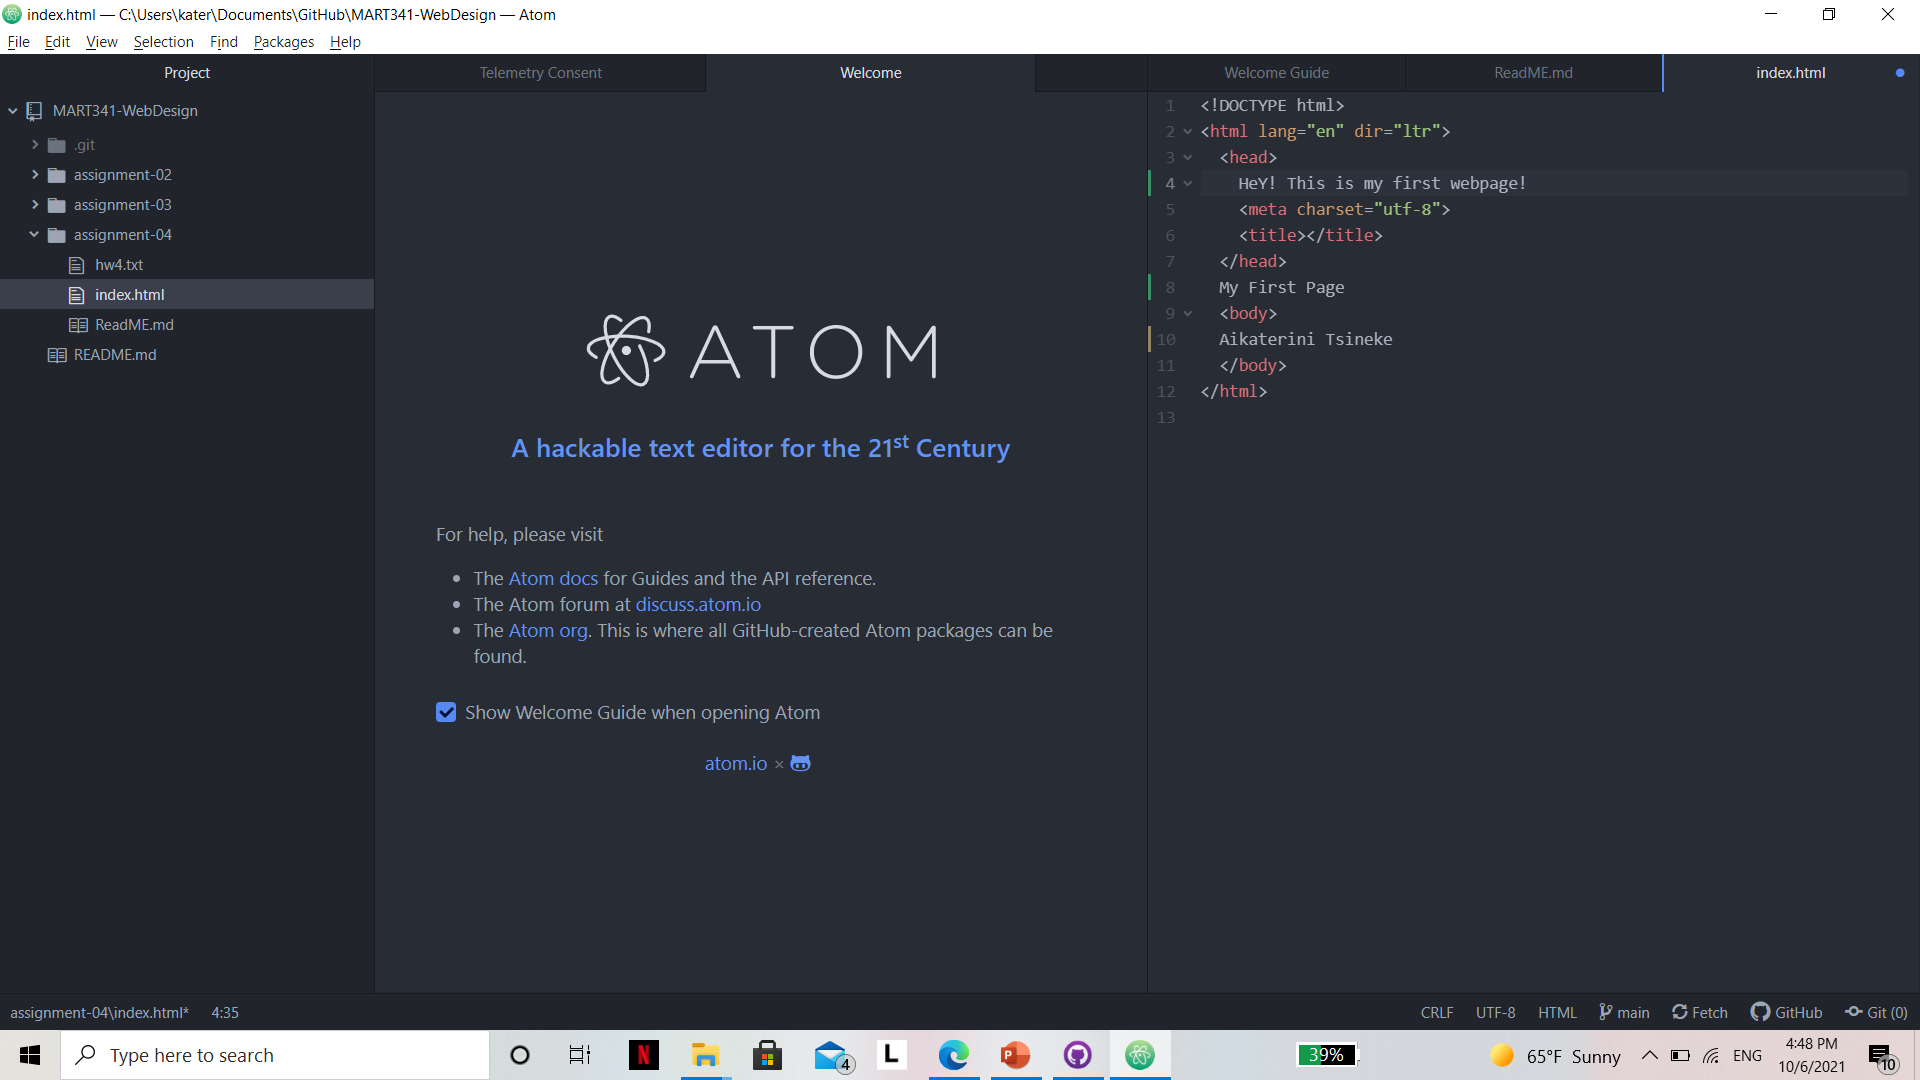 index.html — C:\Users\kater\Documents\GitHub\MART341-WebDesign — Atom
File Edit View Selection Find Packages Help
Project
MART341-WebDesign
.git
assignment-02
assignment-03
assignment-04
hw4.txt
index.html
ReadME.md
README.md
Telemetry Consent Welcome
ATOM
A hackable text editor for the 21st Century
For help, please visit
• The Atom docs for Guides and the API reference.
• The Atom forum at discuss.atom.io
• The Atom org. This is where all GitHub-created Atom packages can be
found.
Show Welcome Guide when opening Atom
atom.io ×
Welcome Guide ReadME.md index.html
1 <!DOCTYPE html>
2 <html lang="en" dir="ltr">
3 <head>
4 HeY! This is my first webpage!
5 <meta charset="utf-8">
6 <title></title>
7 </head>
8 My First Page
9 <body>
10 Aikaterini Tsineke
11 </body>
12 </html>
13
assignment-04\index.html* 4:35 CRLF UTF-8 HTML main Fetch GitHub Git (0)
Type here to search
N
4
L
P
39%
65°F Sunny
ENG
4:48 PM
10/6/2021
10